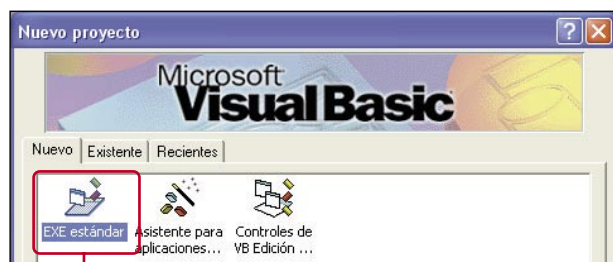 Nuevo proyecto
Microsoft
Visual Basic
Nuevo Existente Recientes
EXE estándar Asistente para aplicaciones... Controles de VB Edición ...